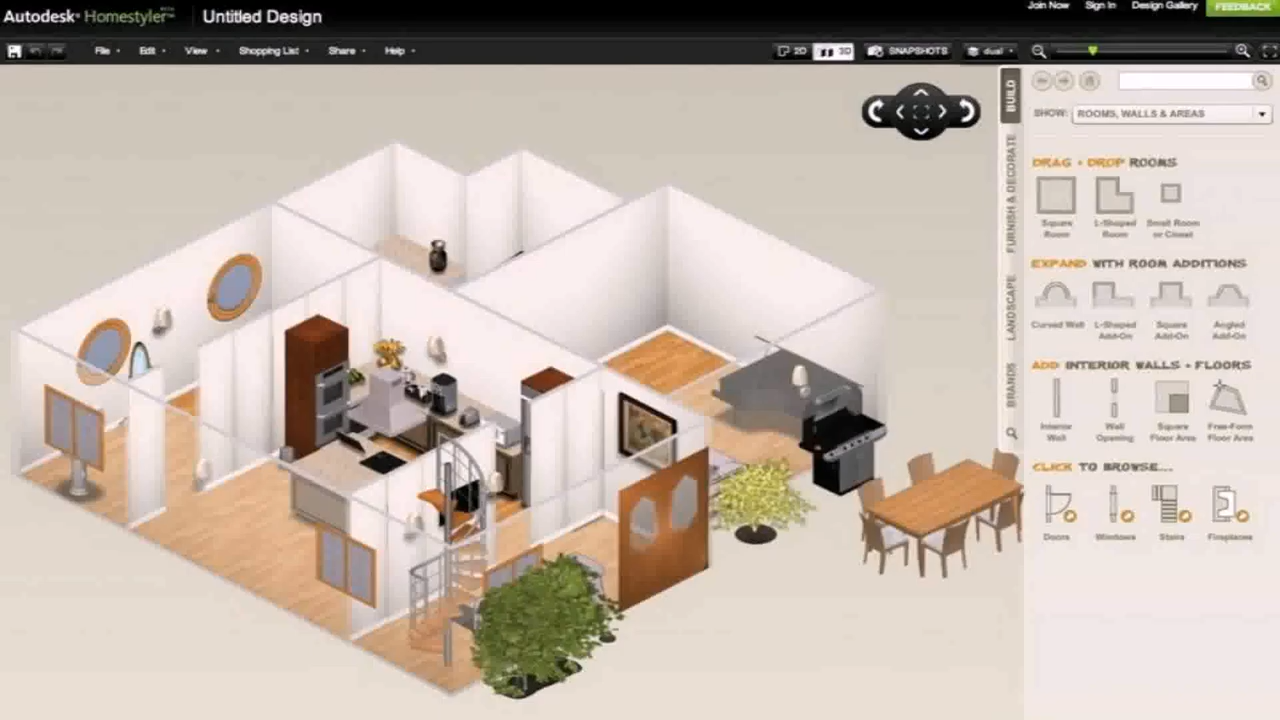 Autodesk® Homestyler™ BETA
Untitled Design
Join Now Sign In Design Gallery FEEDBACK
File Edit View Shopping List Share Help
2D 3D SNAPSHOTS dual
BUILD
FURNISH & DECORATE
LANDSCAPE
BRANDS
SHOW: ROOMS, WALLS & AREAS
DRAG + DROP ROOMS
Square Room
L-Shaped Room
Small Room or Closet
EXPAND WITH ROOM ADDITIONS
Curved Wall
L-Shaped Add-On
Square Add-On
Angled Add-On
ADD INTERIOR WALLS + FLOORS
Interior Wall
Wall Opening
Square Floor Area
Free-Form Floor Area
CLICK TO BROWSE...
Doors
Windows
Stairs
Fireplaces